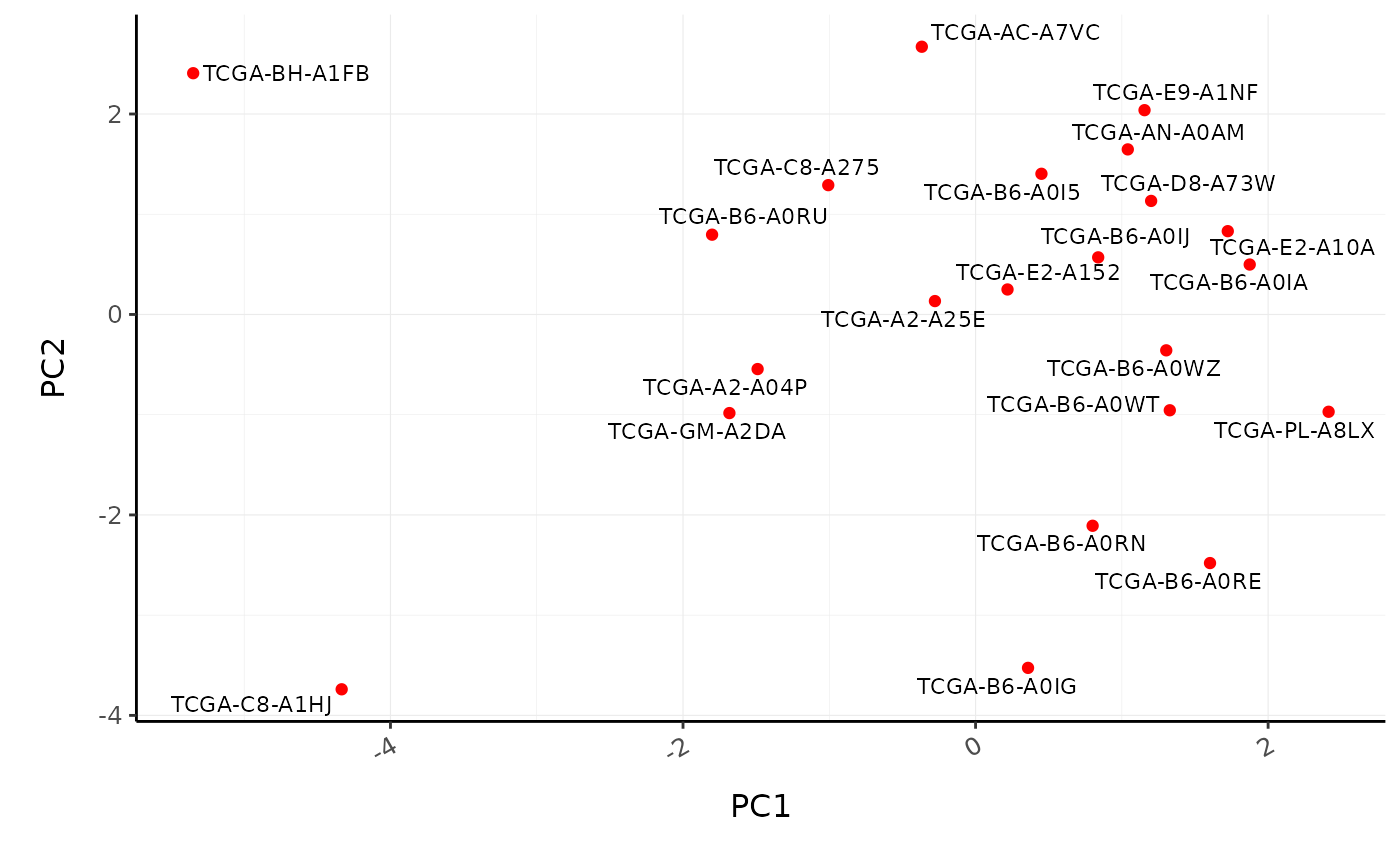 TCGA-AC-A7VC
TCGA-BH-A1FB
TCGA-E9-A1NF
2
TCGA-AN-A0AM
TCGA-C8-A275
TCGA-D8-A73W
TCGA-B6-A0I5
TCGA-B6-A0RU
TCGA-B6-A0IJ
TCGA-E2-A10A
TCGA-E2-A152
TCGA-B6-A0IA
0
TCGA-A2-A25E
PC2
TCGA-B6-A0WZ
TCGA-A2-A04P
TCGA-B6-A0WT
TCGA-GM-A2DA
TCGA-PL-A8LX
-2
TCGA-B6-A0RN
TCGA-B6-A0RE
TCGA-B6-A0IG
TCGA-C8-A1HJ
-4
-4 -2 0 2
PC1